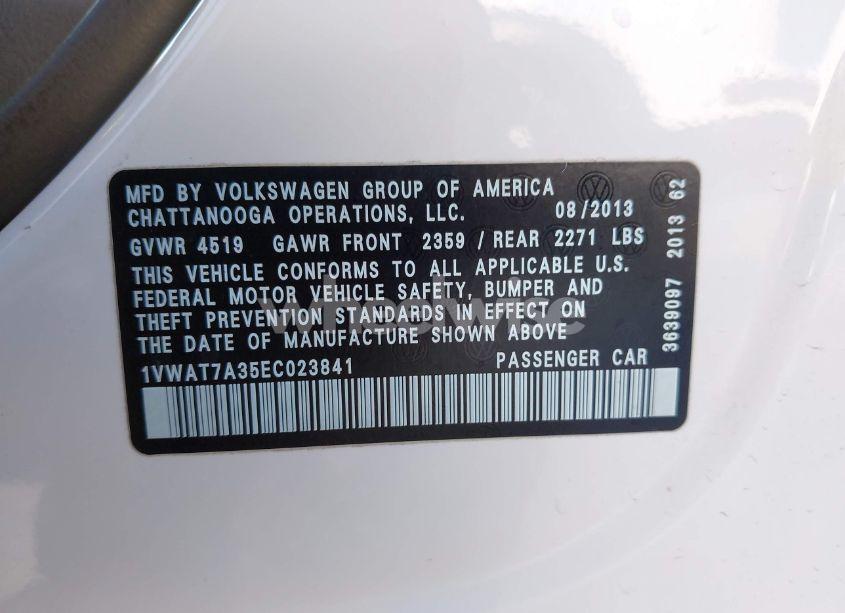 MFD BY VOLKSWAGEN GROUP OF AMERICA
CHATTANOOGA OPERATIONS, LLC. 08/2013
GVWR 4519 GAWR FRONT 2359 / REAR 2271 LBS
THIS VEHICLE CONFORMS TO ALL APPLICABLE U.S.
FEDERAL MOTOR VEHICLE SAFETY, BUMPER AND
THEFT PREVENTION STANDARDS IN EFFECT ON
THE DATE OF MANUFACTURE SHOWN ABOVE
1VWAT7A35EC023841 PASSENGER CAR
3639097 2013 62
wheelwire